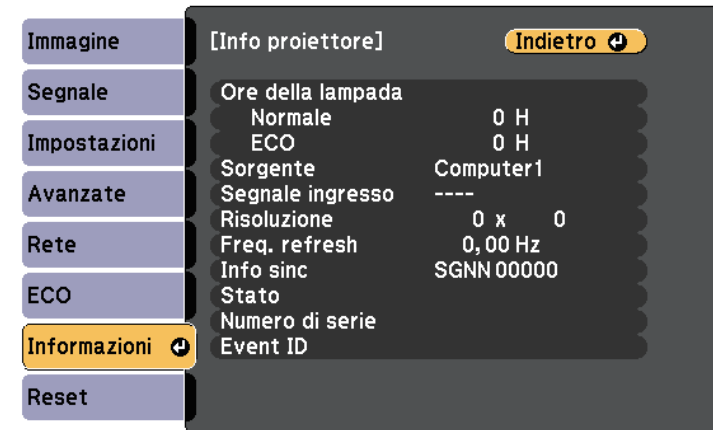 Immagine
Segnale
Impostazioni
Avanzate
Rete
ECO
Informazioni
Reset
[Info proiettore]
Indietro
Ore della lampada
Normale 0 H
ECO 0 H
Sorgente Computer1
Segnale ingresso ----
Risoluzione 0 x 0
Freq. refresh 0,00 Hz
Info sinc SGNN 00000
Stato
Numero di serie
Event ID